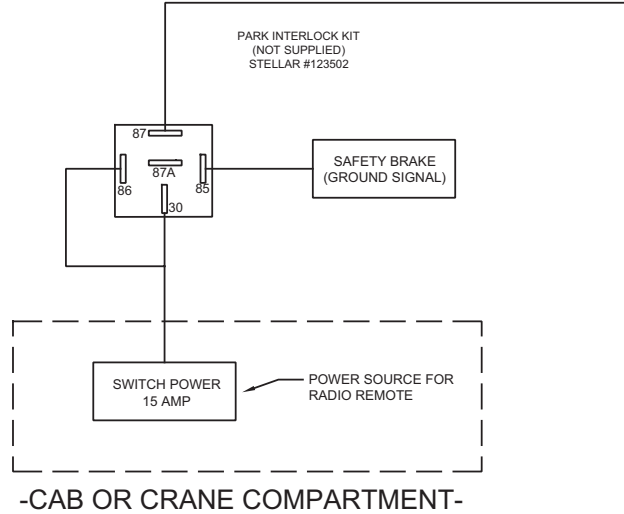 PARK INTERLOCK KIT
(NOT SUPPLIED)
STELLAR #123502
87
87A
86
85
30
SAFETY BRAKE
(GROUND SIGNAL)
SWITCH POWER
15 AMP
POWER SOURCE FOR
RADIO REMOTE
-CAB OR CRANE COMPARTMENT-